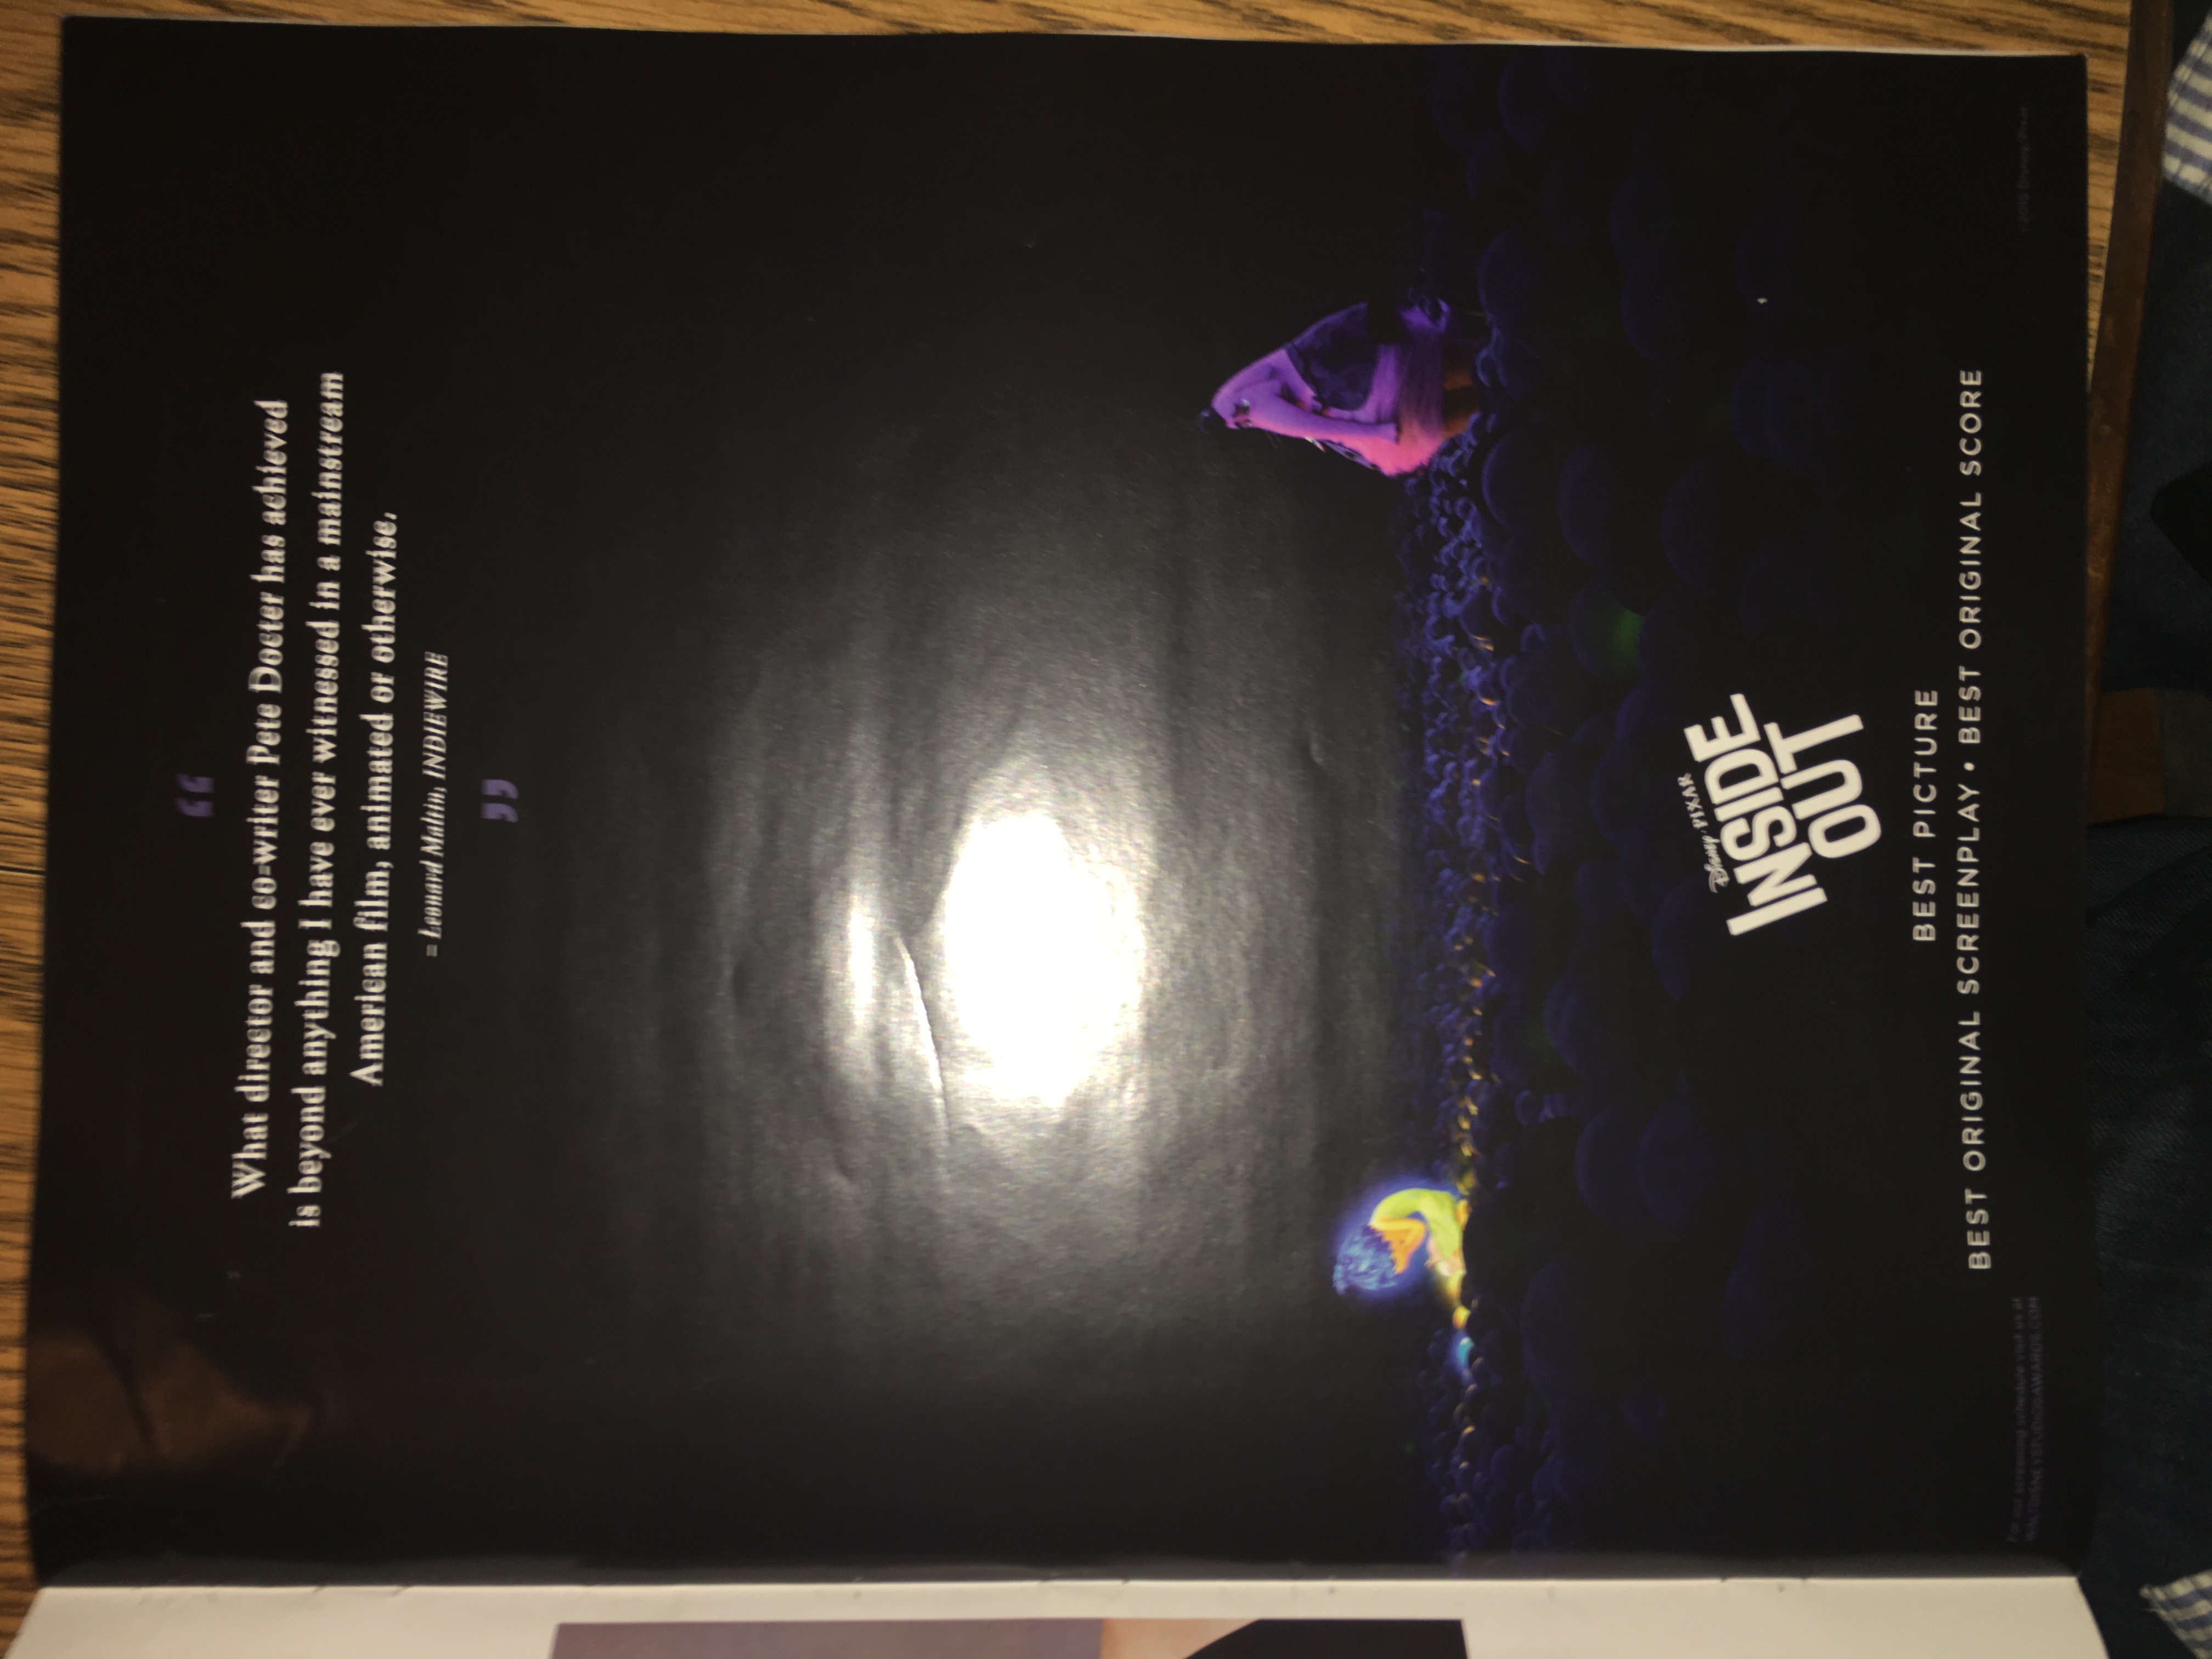 “
What director and co-writer Pete Docter has achieved
is beyond anything I have ever witnessed in a mainstream
American film, animated or otherwise.
– Leonard Maltin, INDIEWIRE
”
Disney·PIXAR
INSIDE
OUT
BEST PICTURE
BEST ORIGINAL SCREENPLAY • BEST ORIGINAL SCORE
For our screening schedule visit us at
WALTDISNEYSTUDIOSAWARDS.COM
©2015 Disney/Pixar